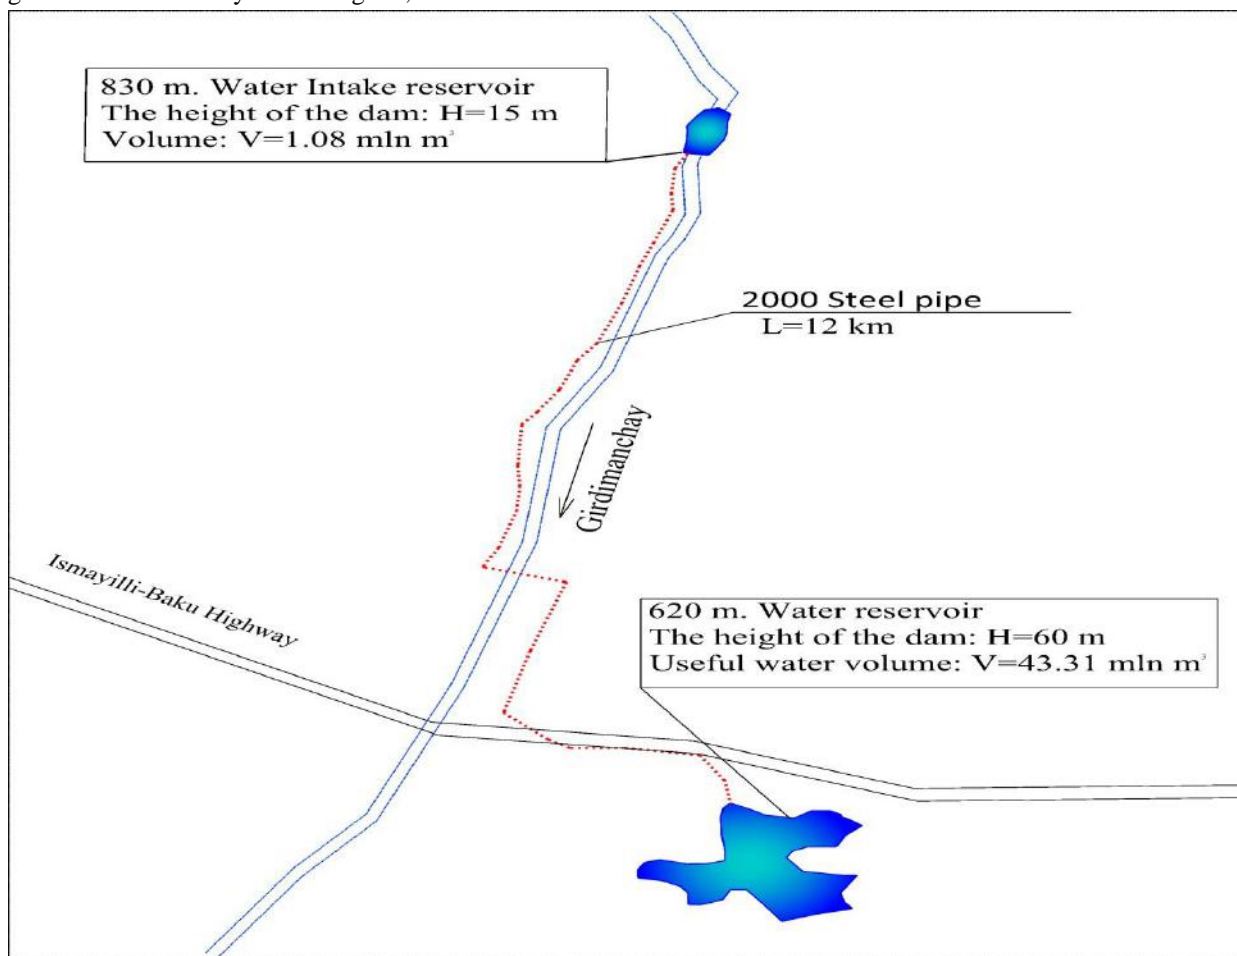 830 m. Water Intake reservoir
The height of the dam: H=15 m
Volume: V=1.08 mln m³
2000 Steel pipe
L=12 km
Girdimanchay
Ismayilli-Baku Highway
620 m. Water reservoir
The height of the dam: H=60 m
Useful water volume: V=43.31 mln m³